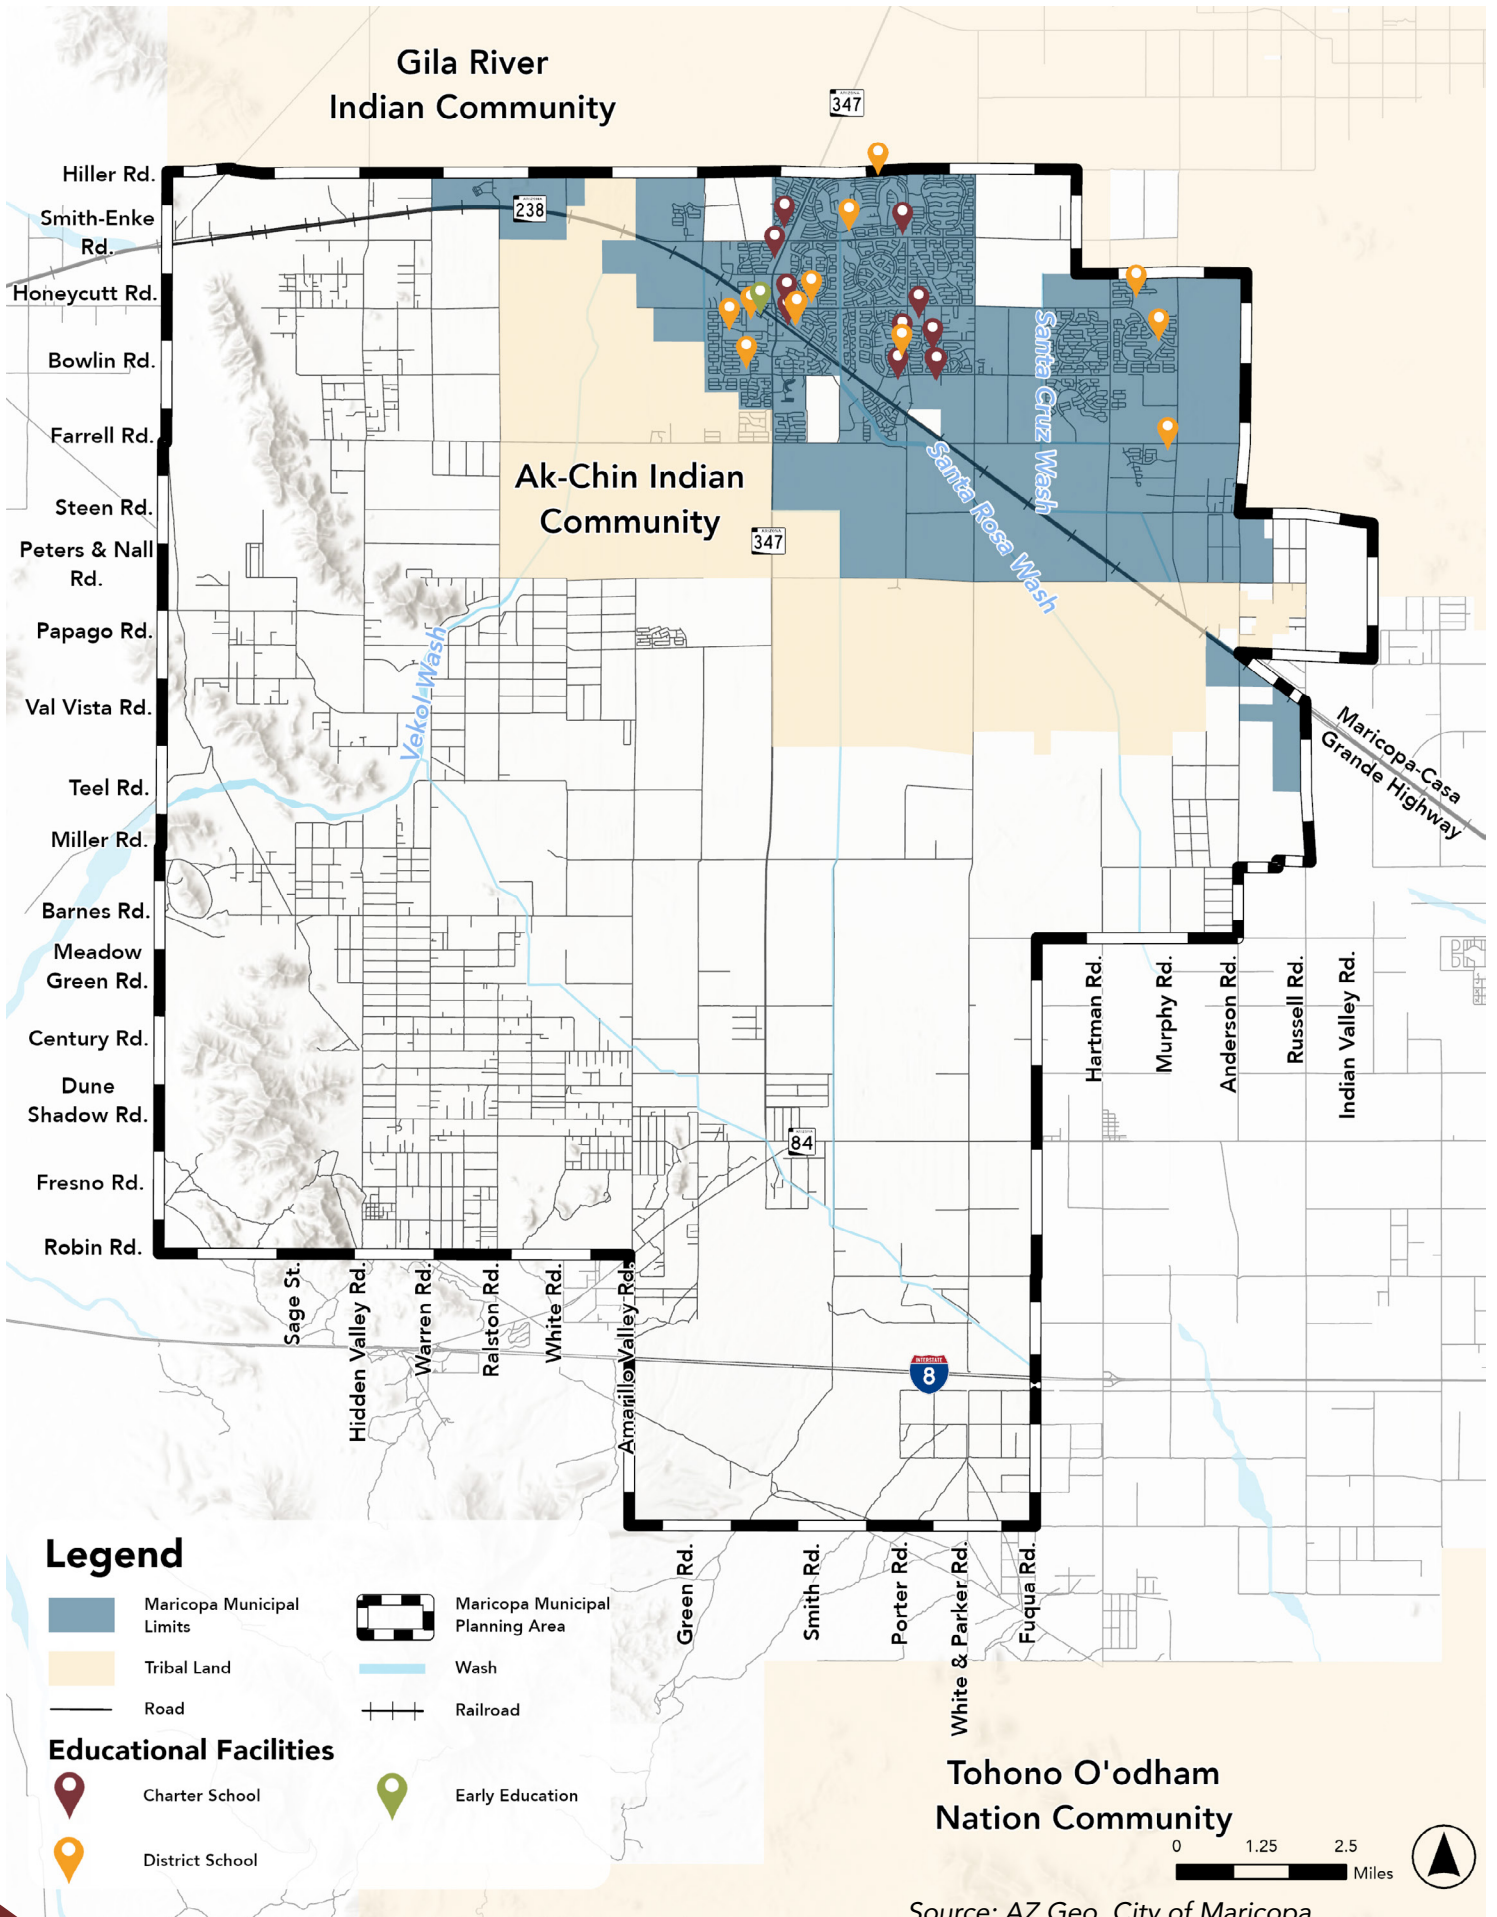 Gila River
Indian Community
ARIZONA
347
Hiller Rd.
Smith-Enke
Rd.
238
Honeycutt Rd.
Bowlin Rd.
Farrell Rd.
Steen Rd.
Peters & Nall
Rd.
Papago Rd.
Val Vista Rd.
Teel Rd.
Miller Rd.
Barnes Rd.
Meadow
Green Rd.
Century Rd.
Dune
Shadow Rd.
Fresno Rd.
Robin Rd.
Ak-Chin Indian
Community
347
Santa Cruz Wash
Santa Rosa Wash
Vekol Wash
Maricopa-Casa
Grande Highway
Hartman Rd.
Murphy Rd.
Anderson Rd.
Russell Rd.
Indian Valley Rd.
84
INTERSTATE
8
Sage St.
Hidden Valley Rd.
Warren Rd.
Ralston Rd.
White Rd.
Amarillo Valley Rd.
Green Rd.
Smith Rd.
Porter Rd.
White & Parker Rd.
Fuqua Rd.
Legend
Maricopa Municipal
Limits
Maricopa Municipal
Planning Area
Tribal Land
Wash
Road
Railroad
Educational Facilities
Charter School
Early Education
District School
Tohono O'odham
Nation Community
0 1.25 2.5
Miles
Source: AZ Geo, City of Maricopa